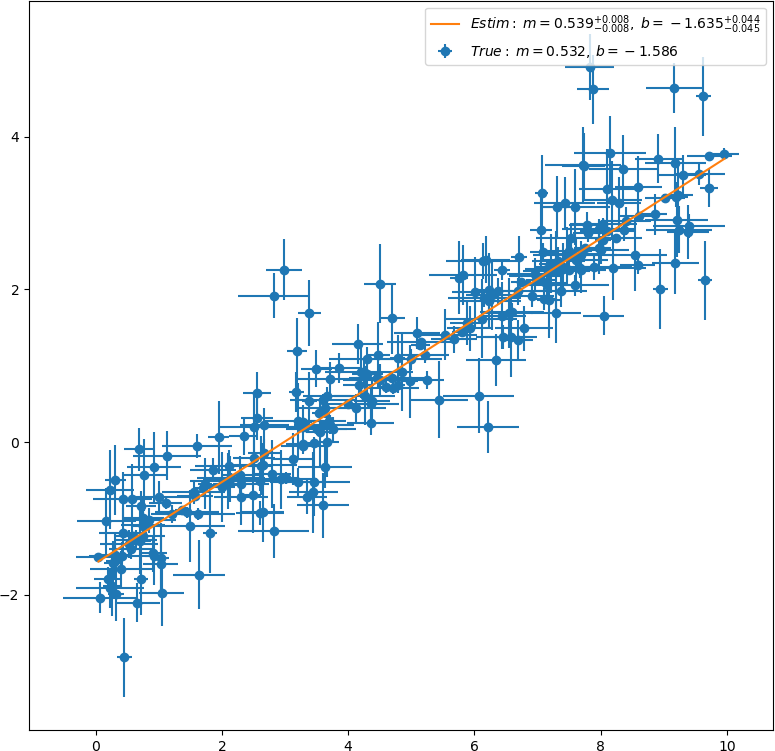 Estim : m = 0.539+0.008−0.008, b = −1.635+0.044−0.045
True : m = 0.532, b = −1.586
4
2
0
−2
0 2 4 6 8 10